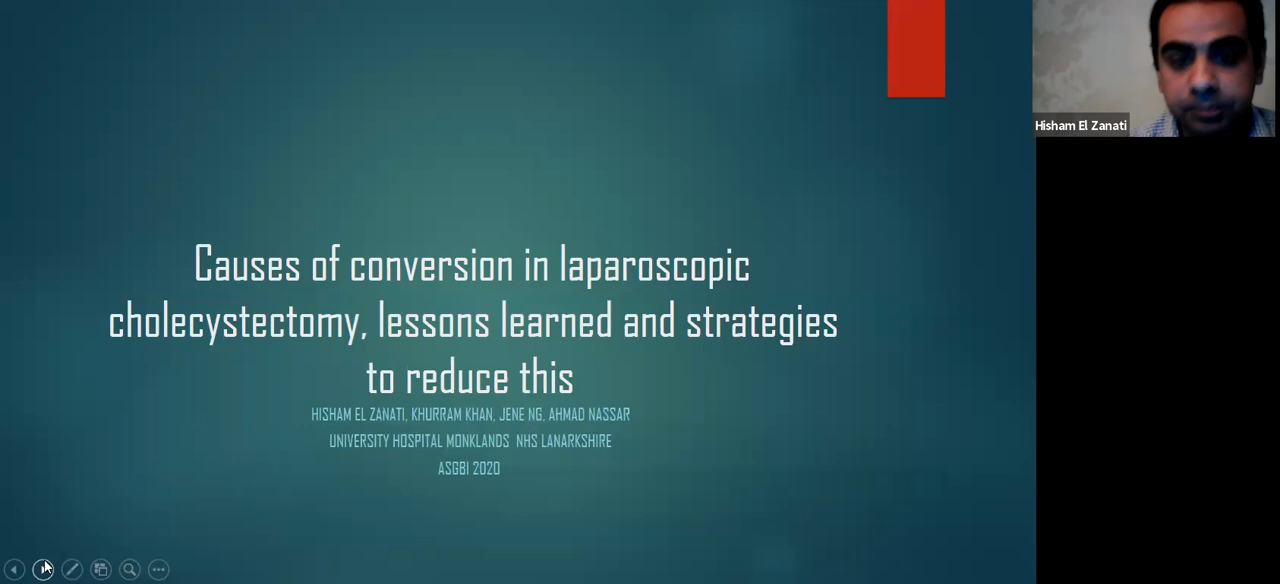 Causes of conversion in laparoscopic
cholecystectomy, lessons learned and strategies
to reduce this
HISHAM EL ZANATI, KHURRAM KHAN, JENE NG, AHMAD NASSAR
UNIVERSITY HOSPITAL MONKLANDS NHS LANARKSHIRE
ASGBI 2020
Hisham El Zanati